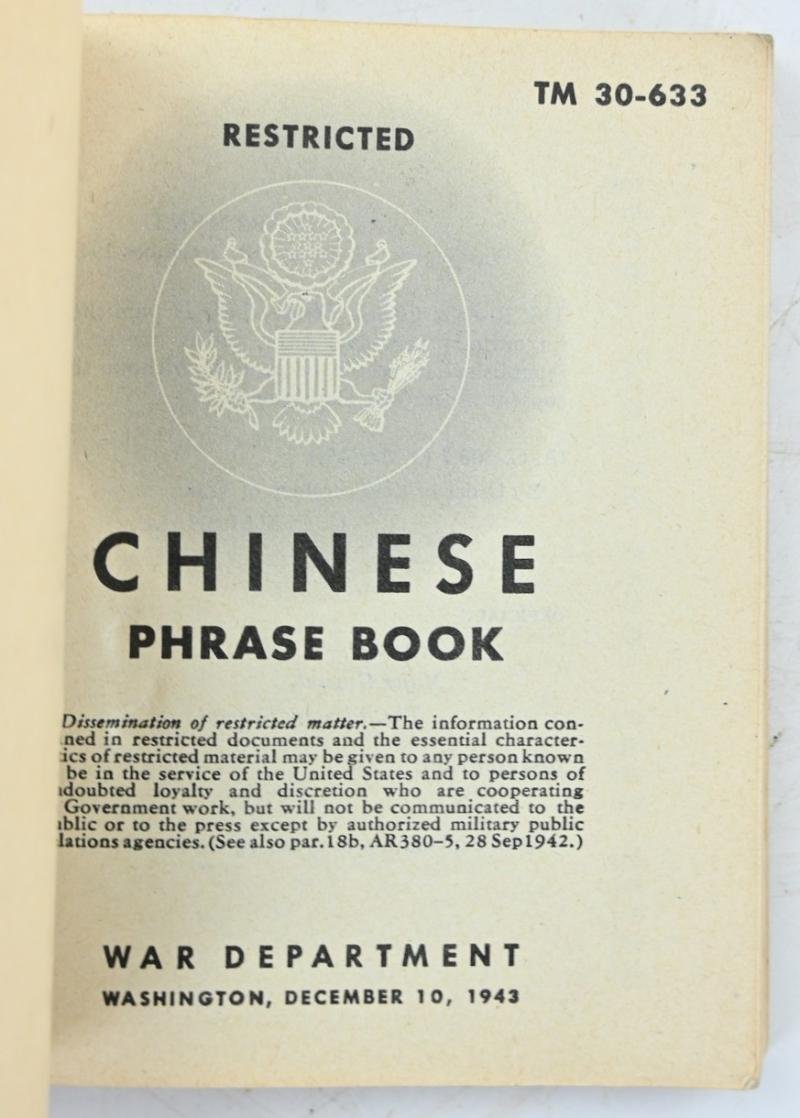 TM 30-633
RESTRICTED
CHINESE
PHRASE BOOK
Dissemination of restricted matter.—The information con-
ned in restricted documents and the essential character-
ics of restricted material may be given to any person known
be in the service of the United States and to persons of
doubted loyalty and discretion who are cooperating
Government work, but will not be communicated to the
blic or to the press except by authorized military public
lations agencies. (See also par. 18b, AR380-5, 28 Sep1942.)
WAR DEPARTMENT
WASHINGTON, DECEMBER 10, 1943